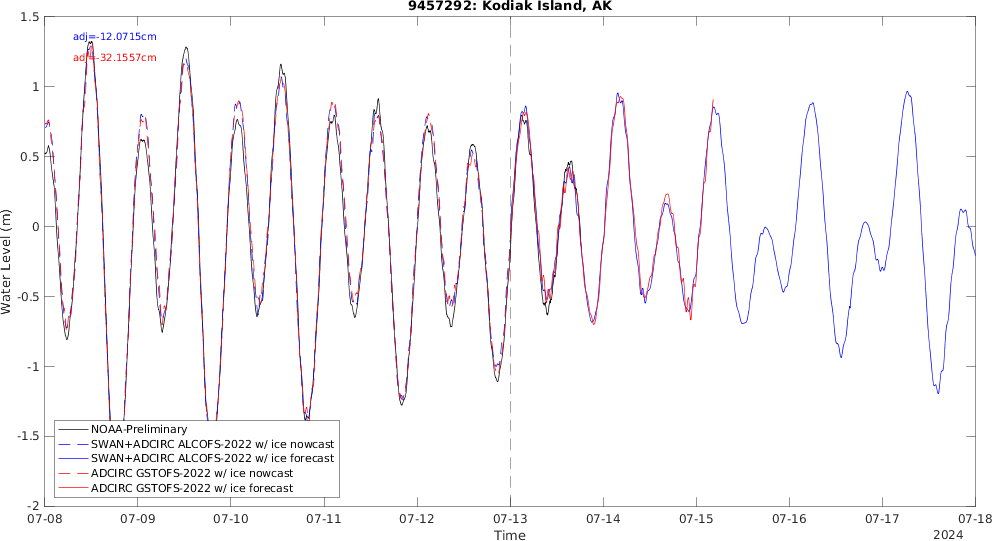 9457292: Kodiak Island, AK
adj=-12.0715cm
adj=-32.1557cm
Water Level (m)
1.5
1
0.5
0
-0.5
-1
-1.5
-2
NOAA-Preliminary
SWAN+ADCIRC ALCOFS-2022 w/ ice nowcast
SWAN+ADCIRC ALCOFS-2022 w/ ice forecast
ADCIRC GSTOFS-2022 w/ ice nowcast
ADCIRC GSTOFS-2022 w/ ice forecast
07-08 07-09 07-10 07-11 07-12 07-13 07-14 07-15 07-16 07-17 07-18
Time
2024